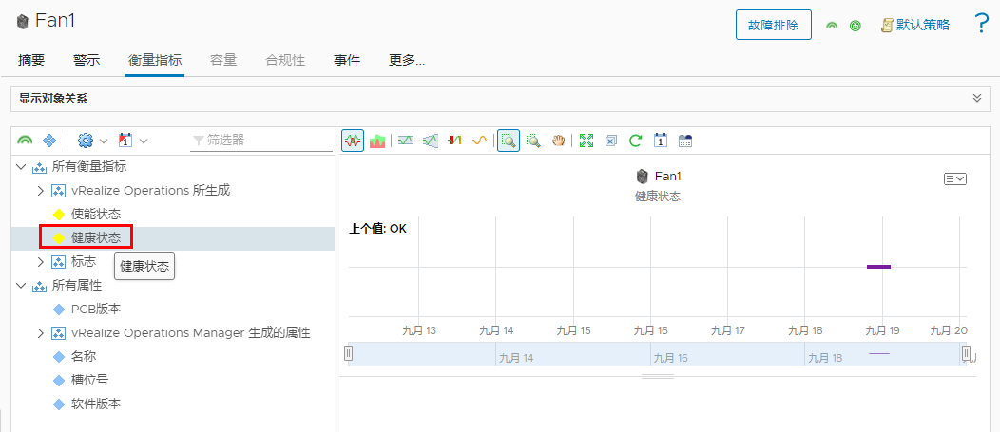 Fan1
故障排除
默认策略
?
摘要
警示
衡量指标
容量
合规性
事件
更多...
显示对象关系
1
筛选器
1
所有衡量指标
vRealize Operations 所生成
使能状态
健康状态
标志
健康状态
所有属性
PCB版本
vRealize Operations Manager 生成的属性
名称
槽位号
软件版本
Fan1
健康状态
上个值: OK
九月 13
九月 14
九月 15
九月 16
九月 17
九月 18
九月 19
九月 20
九月 14
九月 16
九月 18